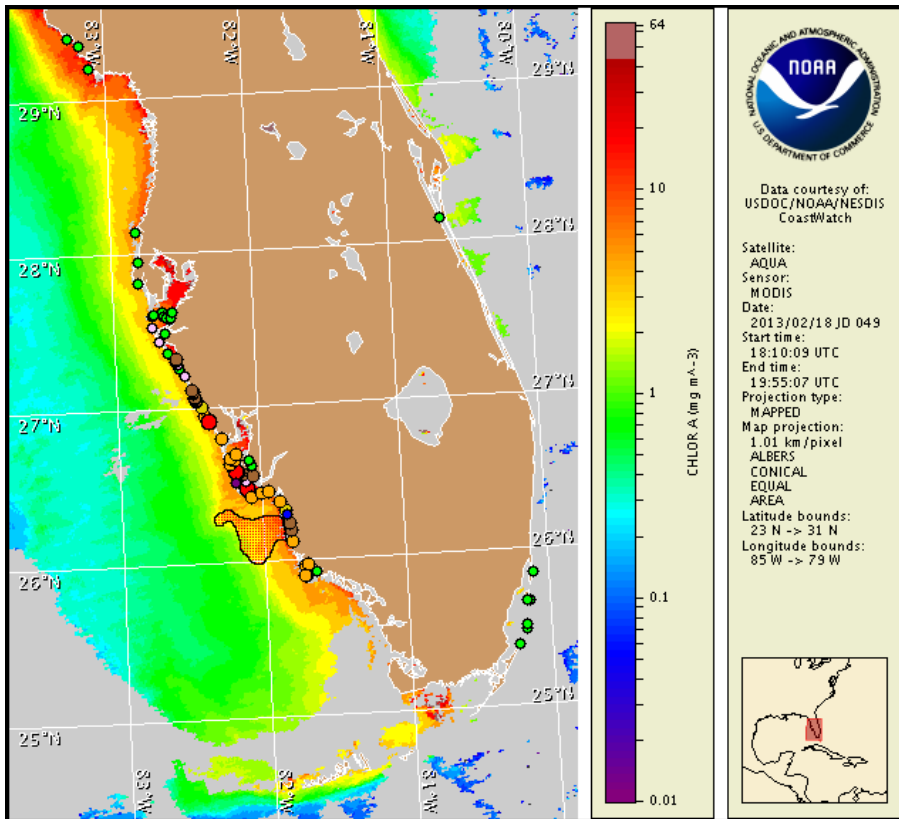 83°W
82°W
81°W
80°W
29°N
29°N
28°N
28°N
27°N
27°N
26°N
26°N
25°N
25°N
83°W
82°W
81°W
64
10
1
0.1
0.01
CHLOR A (mg m^-3)
NATIONAL OCEANIC AND ATMOSPHERIC ADMINISTRATION
NOAA
U.S. DEPARTMENT OF COMMERCE
Data courtesy of:
USDOC/NOAA/NESDIS
CoastWatch
Satellite:
AQUA
Sensor:
MODIS
Date:
2013/02/18 JD 049
Start time:
18:10:09 UTC
End time:
19:55:07 UTC
Projection type:
MAPPED
Map projection:
1.01 km/pixel
ALBERS
CONICAL
EQUAL
AREA
Latitude bounds:
23 N -> 31 N
Longitude bounds:
85 W -> 79 W